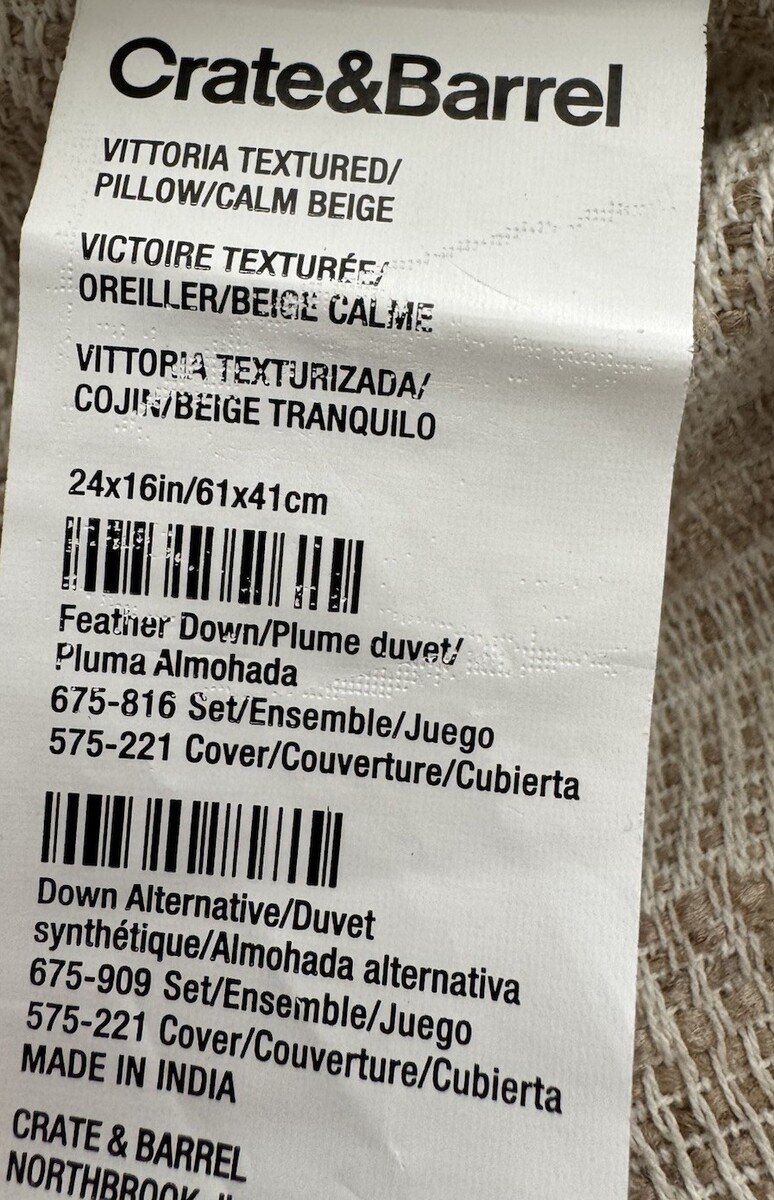 Crate&Barrel
VITTORIA TEXTURED/
PILLOW/CALM BEIGE
VICTOIRE TEXTURÉE/
OREILLER/BEIGE CALME
VITTORIA TEXTURIZADA/
COJIN/BEIGE TRANQUILO
24x16in/61x41cm
Feather Down/Plume duvet/
Pluma Almohada
675-816 Set/Ensemble/Juego
575-221 Cover/Couverture/Cubierta
Down Alternative/Duvet
synthétique/Almohada alternativa
675-909 Set/Ensemble/Juego
575-221 Cover/Couverture/Cubierta
MADE IN INDIA
CRATE & BARREL
NORTHBROOK,